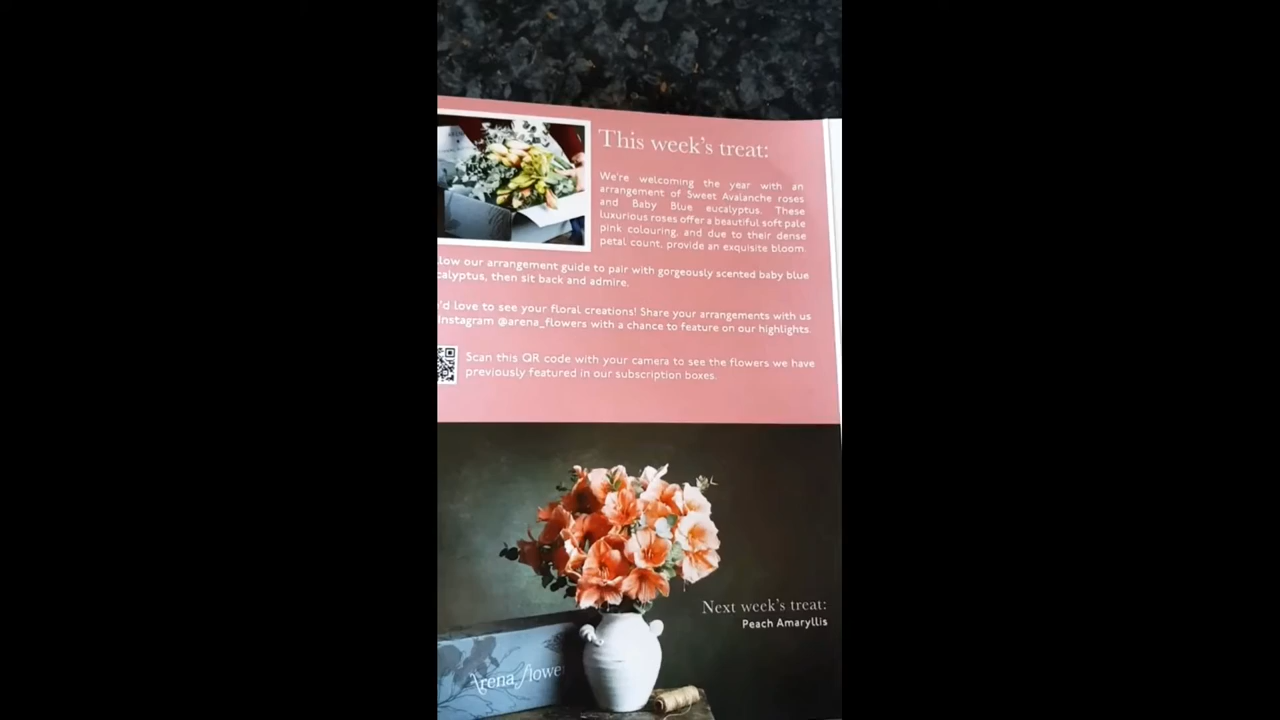 This week's treat:
We're welcoming the year with an
arrangement of Sweet Avalanche roses
and Baby Blue eucalyptus. These
luxurious roses offer a beautiful soft pale
pink colouring, and due to their dense
petal count, provide an exquisite bloom.
llow our arrangement guide to pair with gorgeously scented baby blue
calyptus, then sit back and admire.
e'd love to see your floral creations! Share your arrangements with us
Instagram @arena_flowers with a chance to feature on our highlights.
Scan this QR code with your camera to see the flowers we have
previously featured in our subscription boxes.
Next week's treat:
Peach Amaryllis
Arena flowe